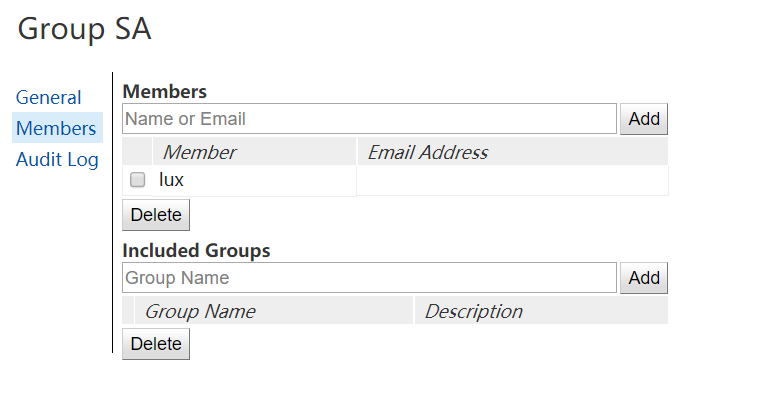 Group SA
General
Members
Audit Log
Members
Name or Email Add
Member Email Address
lux
Delete
Included Groups
Group Name Add
Group Name Description
Delete